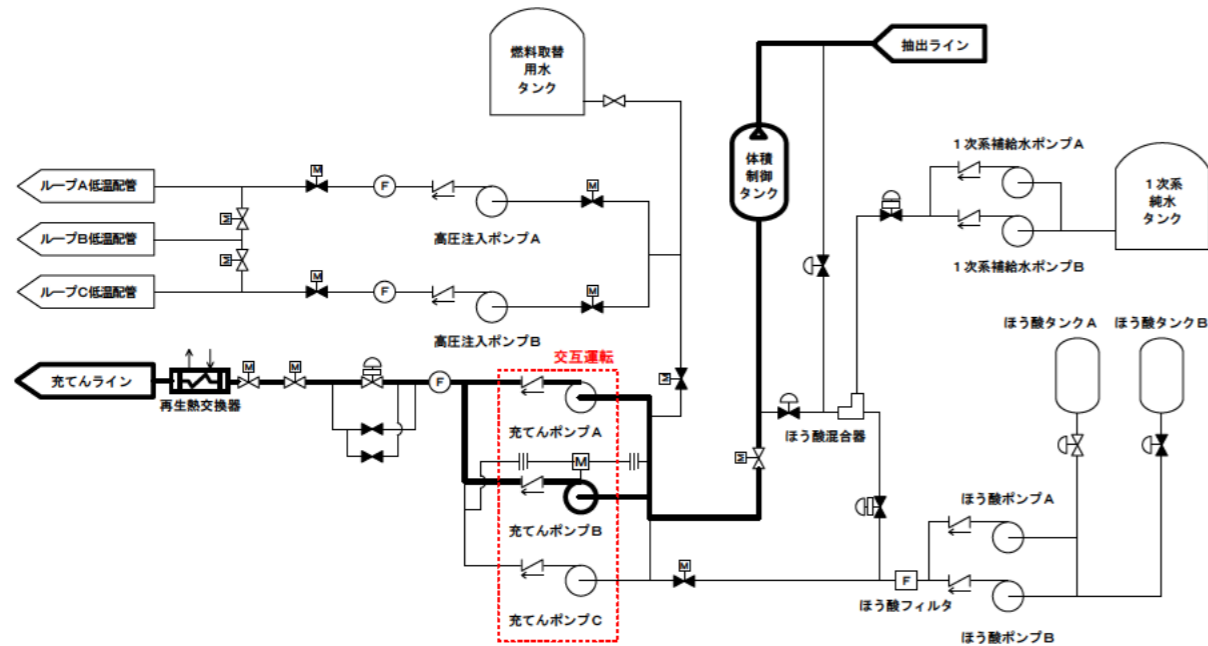 燃料取替
用水
タンク
抽出ライン
体積
制御
タンク
1次系補給水ポンプA
1次系
純水
タンク
1次系補給水ポンプB
ループA低温配管
M
F
M
高圧注入ポンプA
M
ループB低温配管
M
ループC低温配管
M
F
M
高圧注入ポンプB
ほう酸タンクA
ほう酸タンクB
交互運転
充てんライン
再生熱交換器
M
M
F
充てんポンプA
M
ほう酸混合器
M
充てんポンプB
M
ほう酸ポンプA
充てんポンプC
M
F
ほう酸フィルタ
ほう酸ポンプB